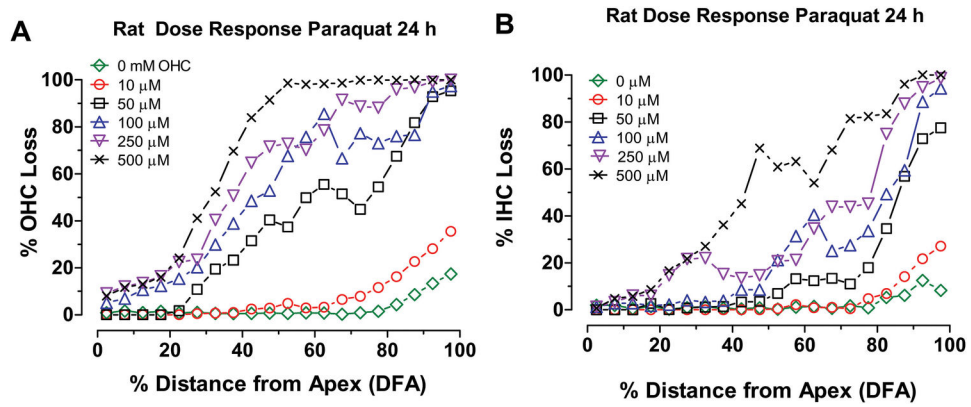 A
Rat Dose Response Paraquat 24 h
0 mM OHC
10 μM
50 μM
100 μM
250 μM
500 μM
% OHC Loss
100
80
60
40
20
0
0 20 40 60 80 100
% Distance from Apex (DFA)
B
Rat Dose Response Paraquat 24 h
0 μM
10 μM
50 μM
100 μM
250 μM
500 μM
% IHC Loss
100
80
60
40
20
0
0 20 40 60 80 100
% Distance from Apex (DFA)